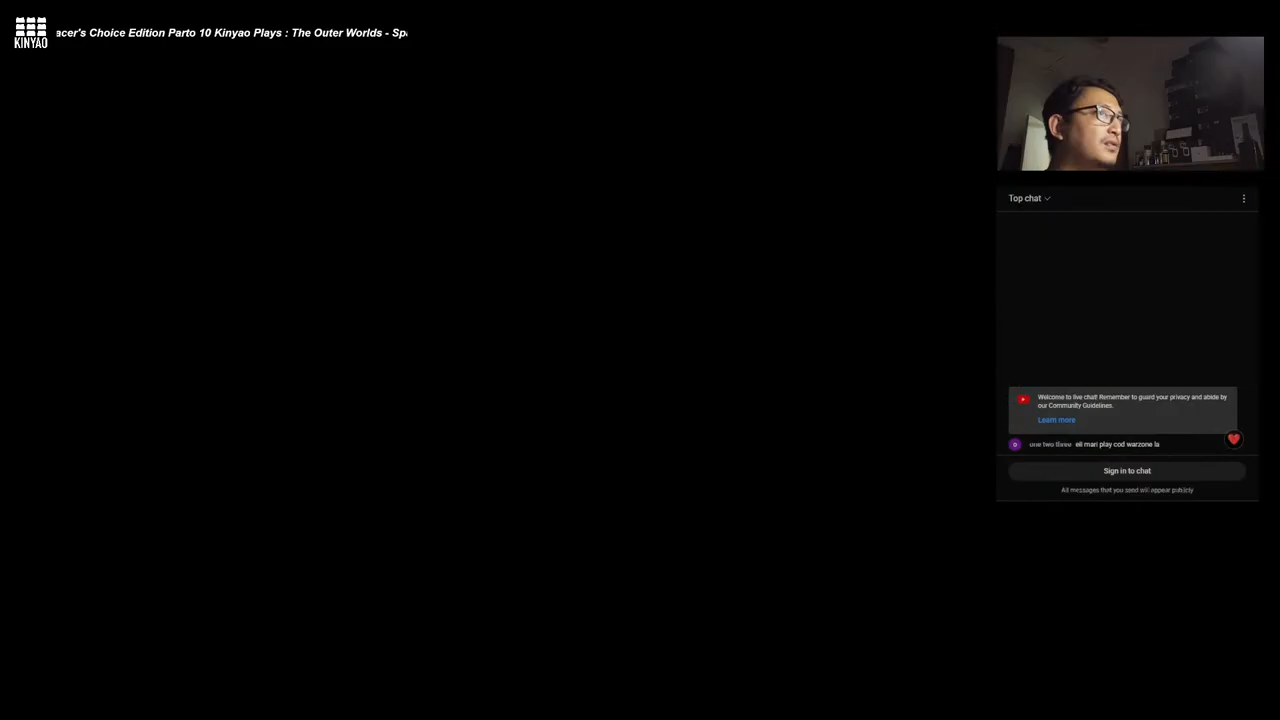 KINYAO
acer's Choice Edition Parto 10 Kinyao Plays : The Outer Worlds - Spa
Top chat
Welcome to live chat! Remember to guard your privacy and abide by
our Community Guidelines.
Learn more
o one two three eii mari play cod warzone la
Sign in to chat
All messages that you send will appear publicly